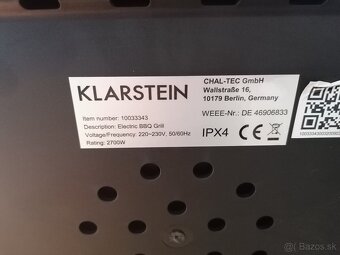 KLARSTEIN
CHAL-TEC GmbH
Wallstraße 16,
10179 Berlin, Germany
Item number: 10033343
Description: Electric BBQ Grill
Voltage/Frequency: 220~230V, 50/60Hz
Rating: 2700W
WEEE-Nr.: DE 46906833
IPX4 CE
bazos.sk